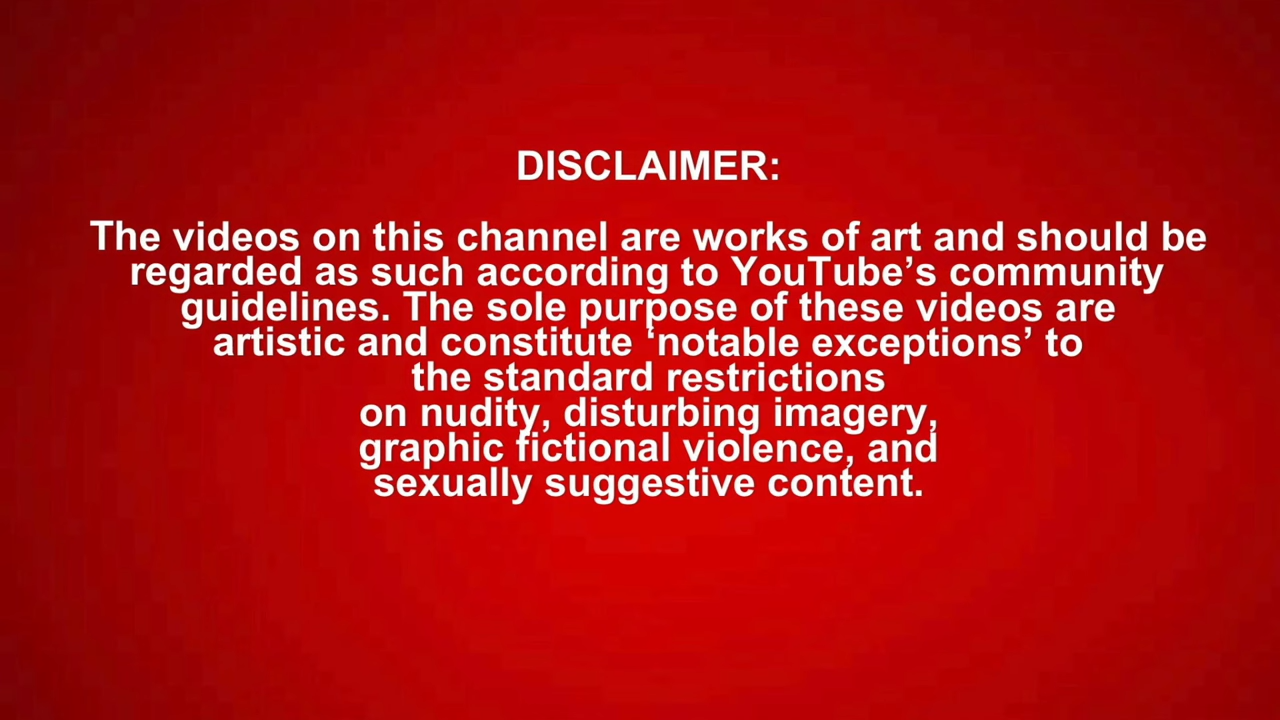 DISCLAIMER:
The videos on this channel are works of art and should be
regarded as such according to YouTube’s community
guidelines. The sole purpose of these videos are
artistic and constitute ‘notable exceptions’ to
the standard restrictions
on nudity, disturbing imagery,
graphic fictional violence, and
sexually suggestive content.